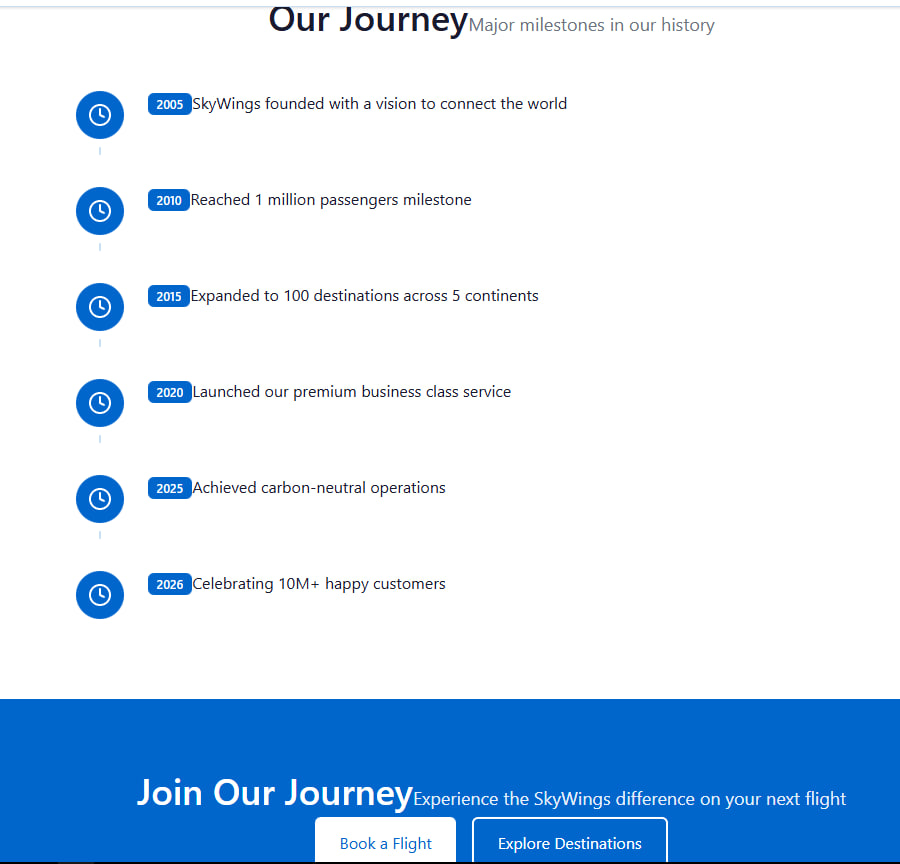 Our Journey Major milestones in our history
2005 SkyWings founded with a vision to connect the world
2010 Reached 1 million passengers milestone
2015 Expanded to 100 destinations across 5 continents
2020 Launched our premium business class service
2025 Achieved carbon-neutral operations
2026 Celebrating 10M+ happy customers
Join Our Journey Experience the SkyWings difference on your next flight
Book a Flight Explore Destinations